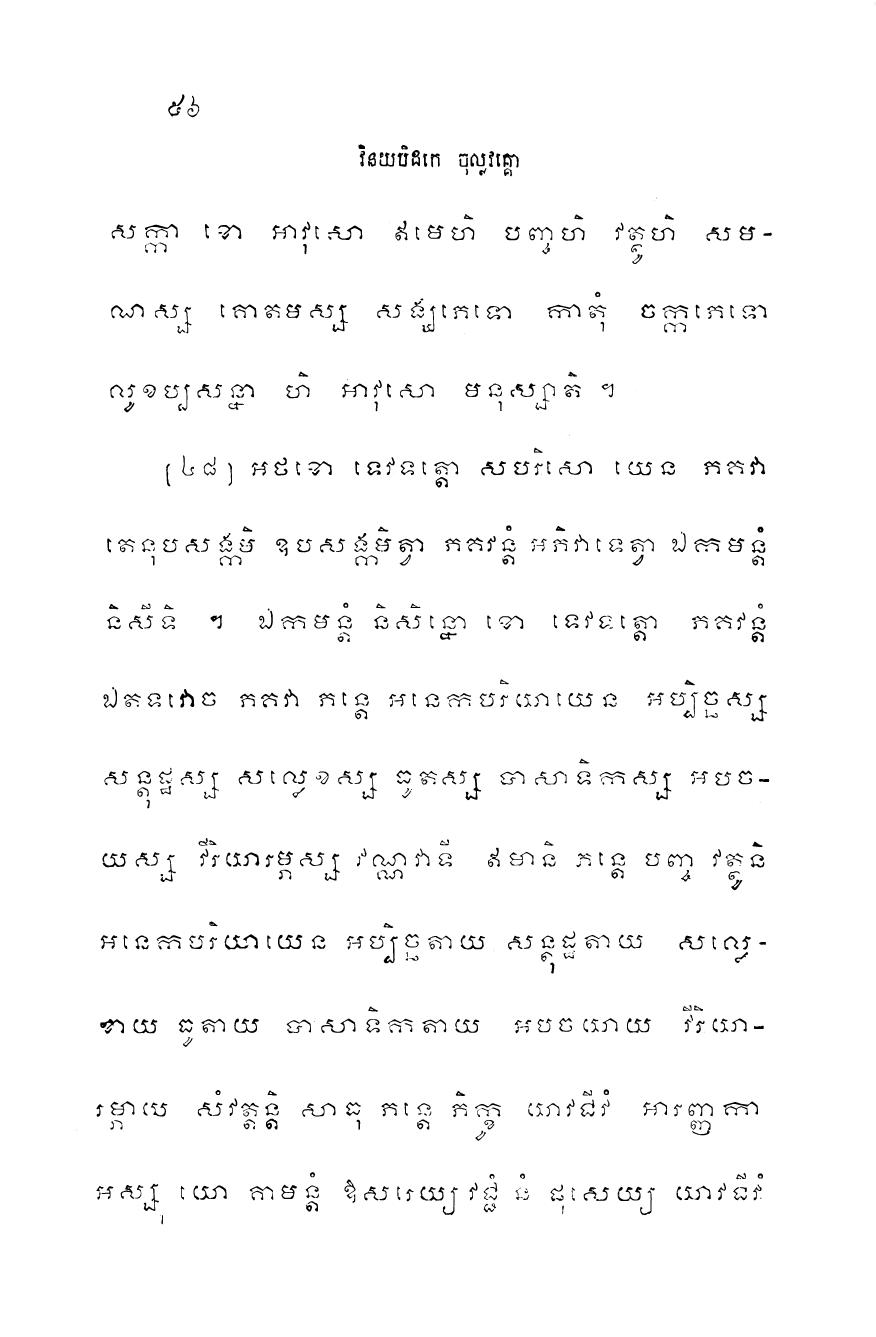 ៥៦
វិនយបិដកេ ចុល្លវគ្គោ
សក្កា ខោ អាវុសោ ឥមេហិ បញ្ចហិ វត្ថូហិ សម-
ណស្ស គោតមស្ស សង្ឃភេទោ កាតុំ ចក្កភេទោ
លូខប្បសន្នា ហិ អាវុសោ មនុស្សាតិ ។
[៤៨] អថខោ ទេវទត្តោ សបរិសោ យេន ភគវា
តេនុបសង្កមិ ឧបសង្កមិត្វា ភគវន្តំ អភិវាទេត្វា ឯកមន្តំ
និសីទិ ។ ឯកមន្តំ និសិន្នោ ខោ ទេវទត្តោ ភគវន្តំ
ឯតទវោច ភគវា ភន្តេ អនេកបរិយាយេន អប្បិច្ឆស្ស
សន្តុដ្ឋស្ស សល្លេខស្ស ធូតស្ស បាសាទិកស្ស អបច-
យស្ស វីរិយារម្ភស្ស វណ្ណវាទី ឥមានិ ភន្តេ បញ្ច វត្ថូនិ
អនេកបរិយាយេន អប្បិច្ឆតាយ សន្តុដ្ឋតាយ សល្លេ-
ខាយ ធូតាយ បាសាទិកតាយ អបចយាយ វីរិយា-
រម្ភាយ សំវត្តន្តិ សាធុ ភន្តេ ភិក្ខូ យាវជីវំ អារញ្ញកា
អស្សុ យោ គាមន្តំ ឱសរេយ្យ វជ្ជំ នំ ផុសេយ្យ យាវជីវំ